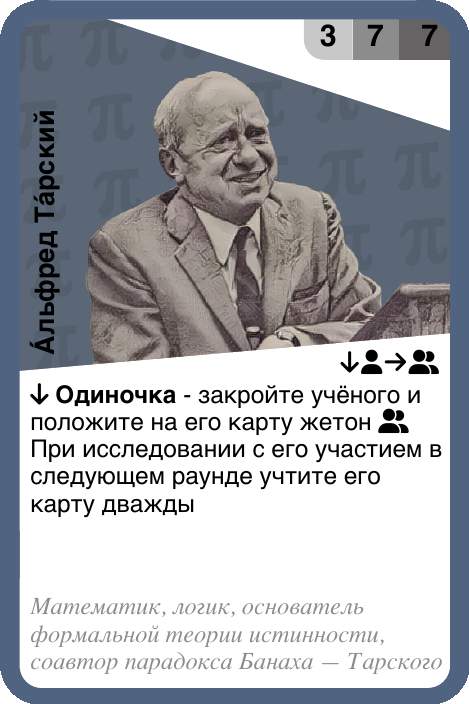 3 7 7
А́льфред Та́рский
↓ Одиночка - закройте учёного и
положите на его карту жетон
При исследовании с его участием в
следующем раунде учтите его
карту дважды
Математик, логик, основатель
формальной теории истинности,
соавтор парадокса Банаха — Тарского